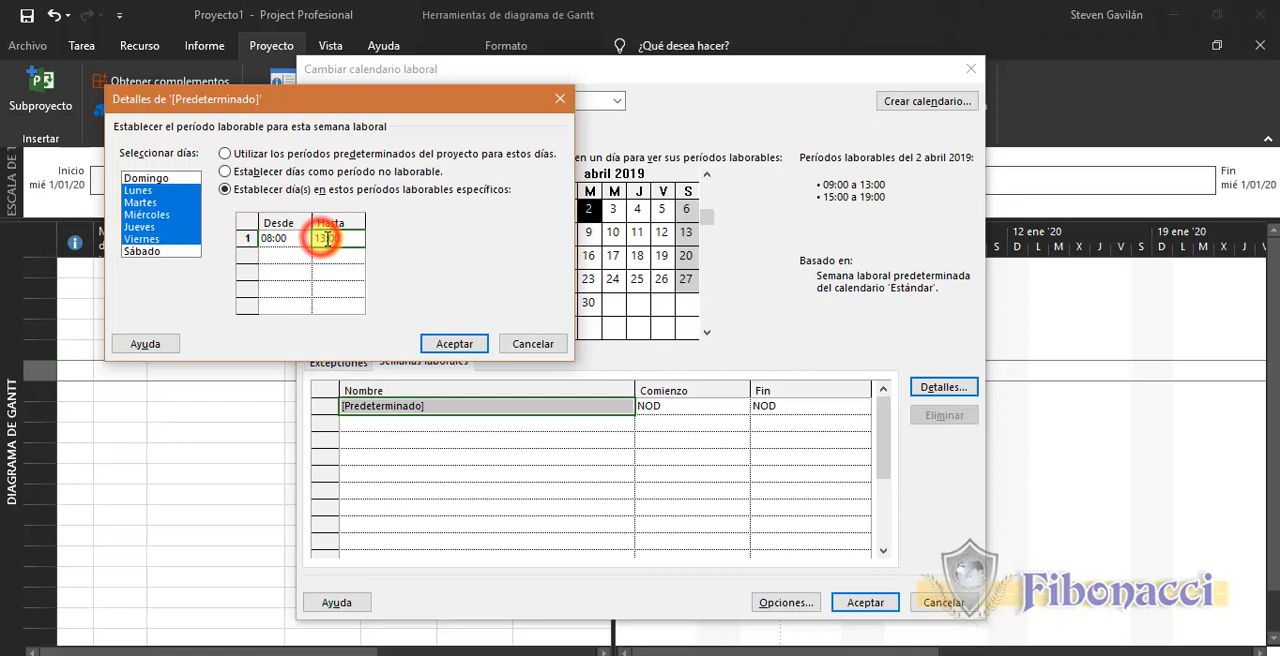 Proyecto1 - Project Profesional
Herramientas de diagrama de Gantt
Steven Gavilán
Archivo Tarea Recurso Informe Proyecto Vista Ayuda Formato ¿Qué desea hacer?
Subproyecto
Obtener complementos
Insertar
Cambiar calendario laboral
Crear calendario...
Detalles de '[Predeterminado]'
Establecer el período laborable para esta semana laboral
Seleccionar días:
Domingo
Lunes
Martes
Miércoles
Jueves
Viernes
Sábado
Utilizar los períodos predeterminados del proyecto para estos días.
Establecer días como período no laborable.
Establecer día(s) en estos períodos laborables específicos:
Desde Hasta
1 08:00 13:00
Ayuda Aceptar Cancelar
en un día para ver sus períodos laborables:
abril 2019
M M J V S
2 3 4 5 6
9 10 11 12 13
16 17 18 19 20
23 24 25 26 27
30
Períodos laborables del 2 abril 2019:
• 09:00 a 13:00
• 15:00 a 19:00
Basado en:
Semana laboral predeterminada
del calendario 'Estándar'.
Excepciones Semanas laborales
Nombre Comienzo Fin
[Predeterminado] NOD NOD
Detalles...
Eliminar
Ayuda Opciones... Aceptar Cancelar
ESCALA DE T
Inicio
mié 1/01/20
Fin
mié 1/01/20
12 ene '20 19 ene '20
S D L M X J V S D L M X J V
DIAGRAMA DE GANTT
Fibonacci